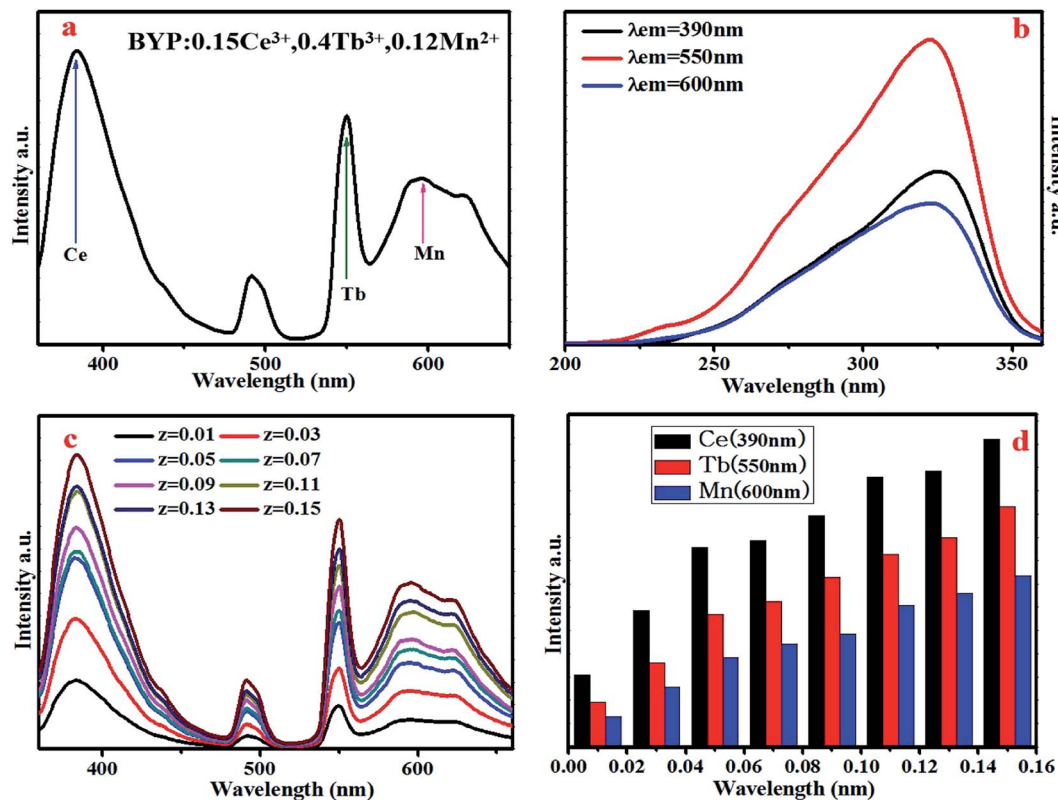 a
BYP:0.15Ce³⁺,0.4Tb³⁺,0.12Mn²⁺
Ce
Tb
Mn
Intensity a.u.
400 500 600
Wavelength (nm)
b
λem=390nm
λem=550nm
λem=600nm
Intensity a.u.
200 250 300 350
Wavelength (nm)
c
z=0.01 z=0.03
z=0.05 z=0.07
z=0.09 z=0.11
z=0.13 z=0.15
Intensity a.u.
400 500 600
Wavelength (nm)
d
Ce(390nm)
Tb(550nm)
Mn(600nm)
Intensity a.u.
0.00 0.02 0.04 0.06 0.08 0.10 0.12 0.14 0.16
Wavelength (nm)